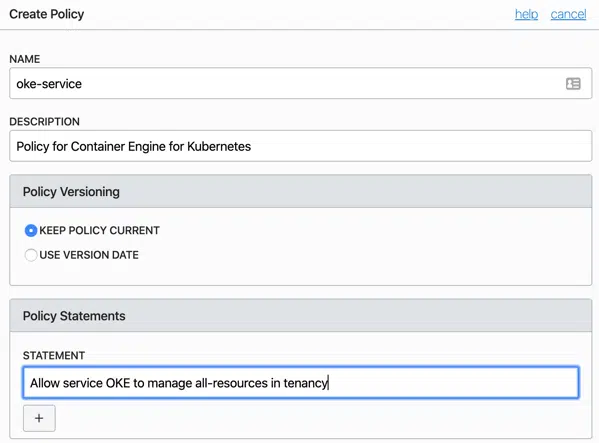 Create Policy help cancel
NAME
oke-service
DESCRIPTION
Policy for Container Engine for Kubernetes
Policy Versioning
KEEP POLICY CURRENT
USE VERSION DATE
Policy Statements
STATEMENT
Allow service OKE to manage all-resources in tenancy
+